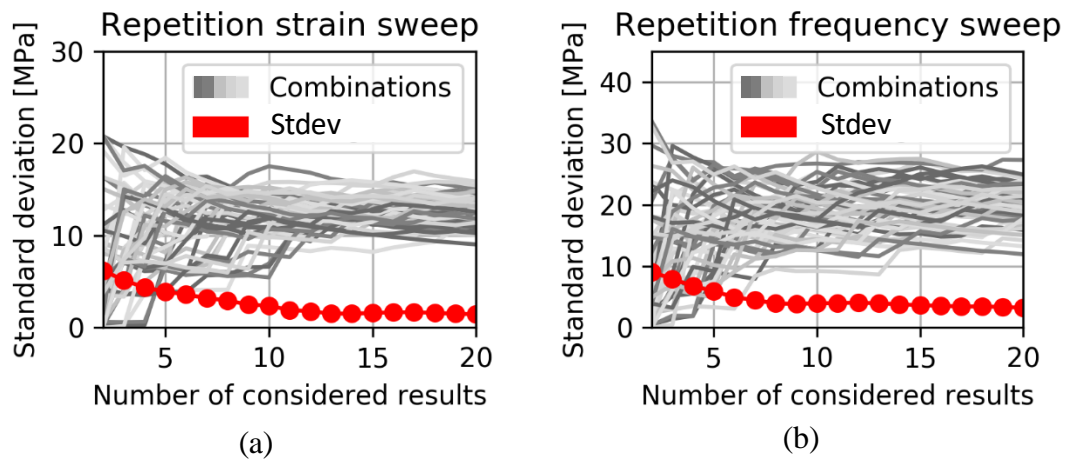 Repetition strain sweep
Standard deviation [MPa]
30
20
10
0
Combinations
Stdev
5
10
15
20
Number of considered results
(a)
Repetition frequency sweep
Standard deviation [MPa]
40
30
20
10
0
Combinations
Stdev
5
10
15
20
Number of considered results
(b)